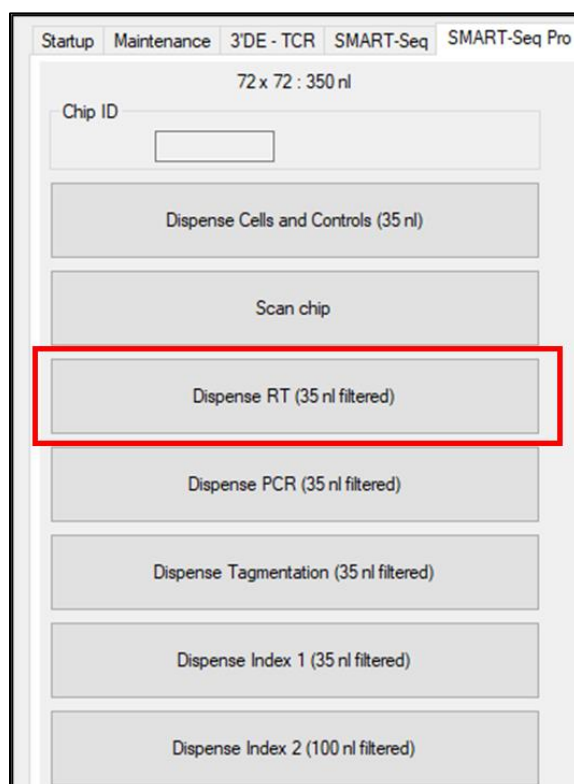 Startup Maintenance 3'DE - TCR SMART-Seq SMART-Seq Pro
72 x 72 : 350 nl
Chip ID
Dispense Cells and Controls (35 nl)
Scan chip
Dispense RT (35 nl filtered)
Dispense PCR (35 nl filtered)
Dispense Tagmentation (35 nl filtered)
Dispense Index 1 (35 nl filtered)
Dispense Index 2 (100 nl filtered)